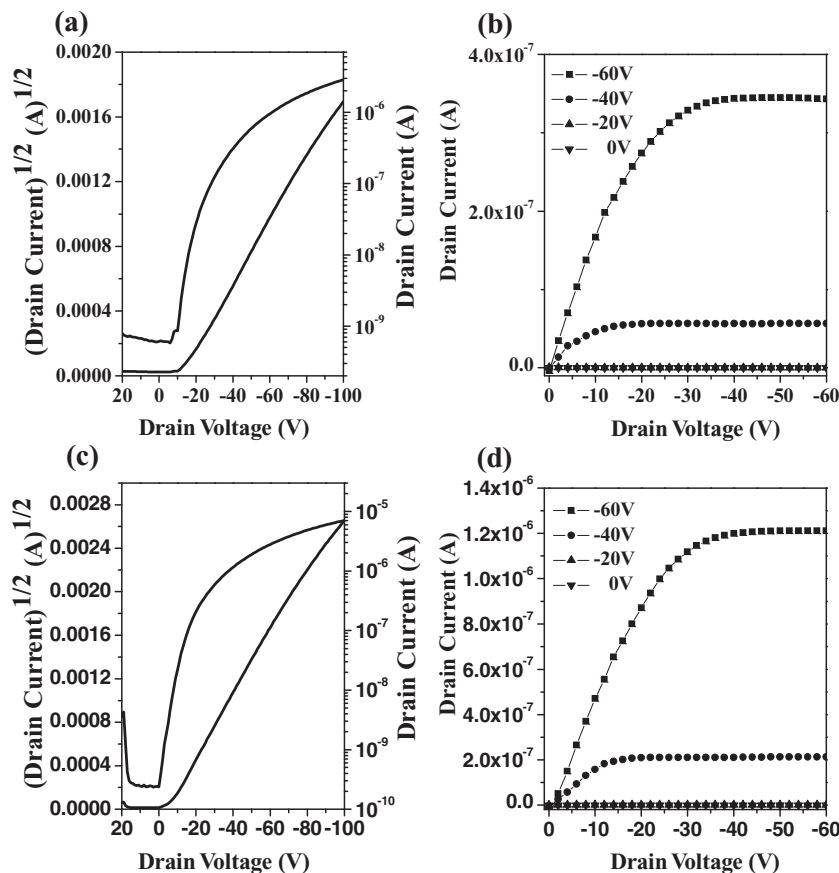 (a)
(Drain Current)^1/2 (A)^1/2
0.0020
0.0016
0.0012
0.0008
0.0004
0.0000
20 0 -20 -40 -60 -80 -100
Drain Voltage (V)
10^-6
10^-7
10^-8
10^-9
Drain Current (A)
(b)
Drain Current (A)
4.0x10^-7
2.0x10^-7
0.0
-60V
-40V
-20V
0V
0 -10 -20 -30 -40 -50 -60
Drain Voltage (V)
(c)
(Drain Current)^1/2 (A)^1/2
0.0028
0.0024
0.0020
0.0016
0.0012
0.0008
0.0004
0.0000
20 0 -20 -40 -60 -80 -100
Drain Voltage (V)
10^-5
10^-6
10^-7
10^-8
10^-9
10^-10
Drain Current (A)
(d)
Drain Current (A)
1.4x10^-6
1.2x10^-6
1.0x10^-6
8.0x10^-7
6.0x10^-7
4.0x10^-7
2.0x10^-7
0.0
-60V
-40V
-20V
0V
0 -10 -20 -30 -40 -50 -60
Drain Voltage (V)